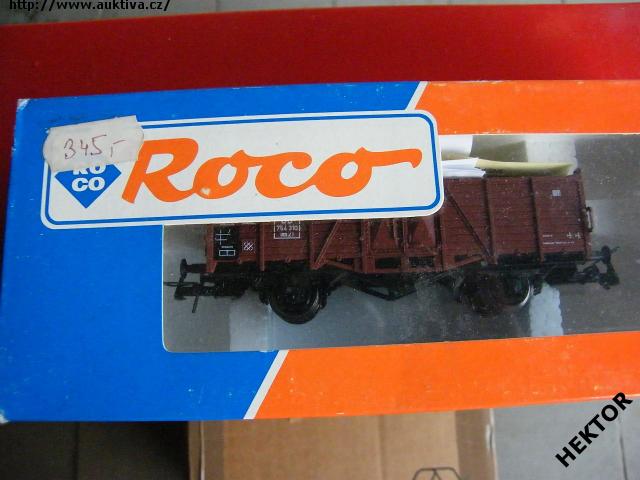 http://www.auktiva.cz/
345,-
RO
CO
Roco
HEKTOR